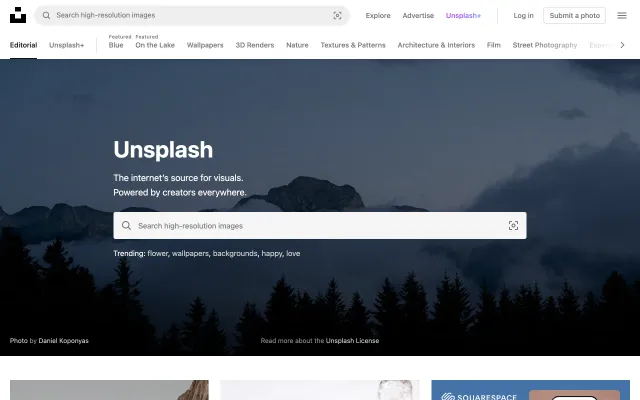 Search high-resolution images
Explore
Advertise
Unsplash+
Log in
Submit a photo
Editorial
Unsplash+
Featured
Blue
Featured
On the Lake
Wallpapers
3D Renders
Nature
Textures & Patterns
Architecture & Interiors
Film
Street Photography
Unsplash
The internet's source for visuals.
Powered by creators everywhere.
Search high-resolution images
Trending: flower, wallpapers, backgrounds, happy, love
Photo by Daniel Koponyas
Read more about the Unsplash License
SQUARESPACE